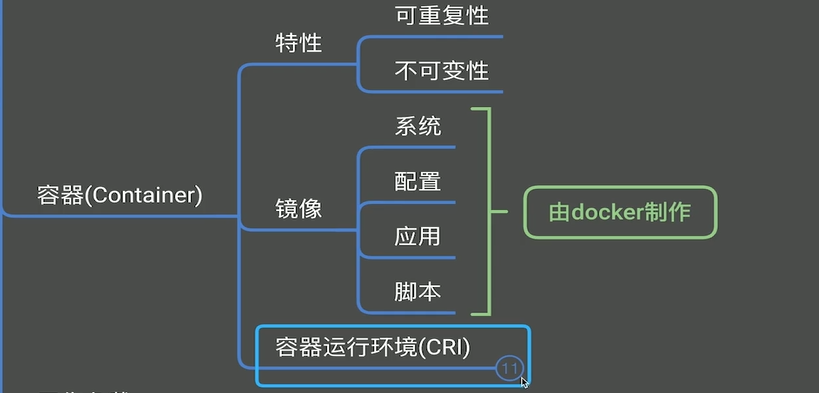 可重复性
特性
不可变性
系统
配置
容器(Container)
镜像
由docker制作
应用
脚本
容器运行环境(CRI)
11